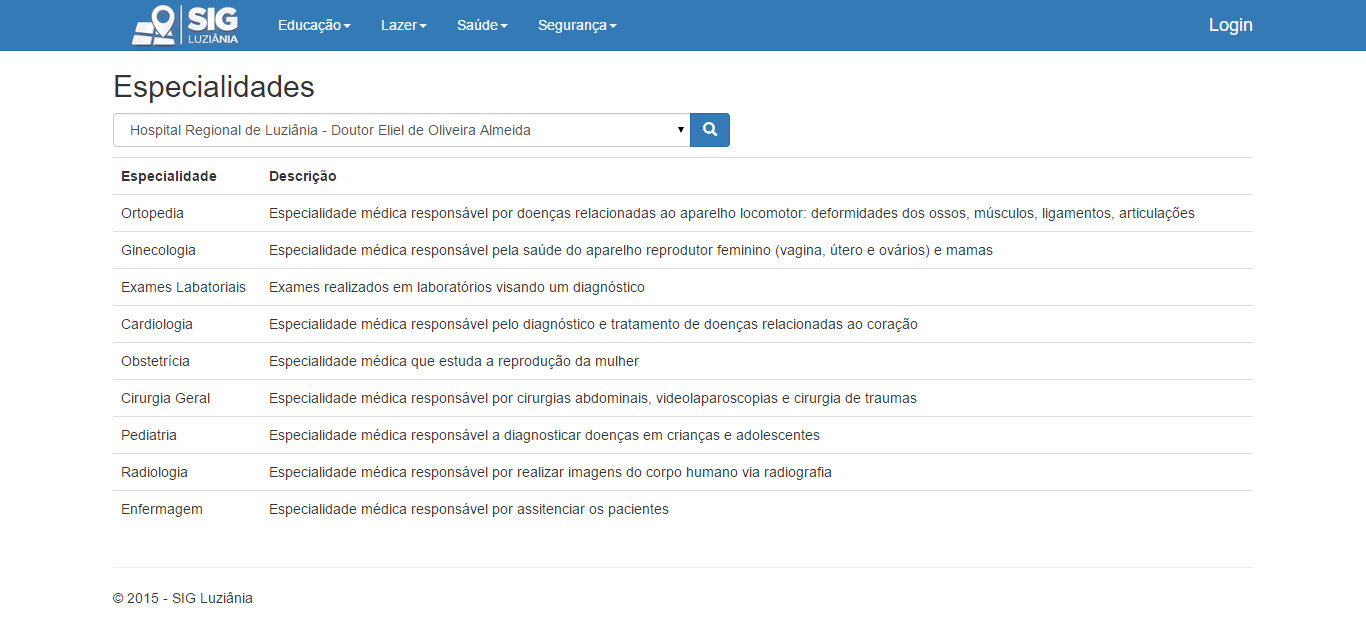 SIG
LUZIÂNIA
Educação Lazer Saúde Segurança Login
Especialidades
Hospital Regional de Luziânia - Doutor Eliel de Oliveira Almeida
Especialidade Descrição
Ortopedia Especialidade médica responsável por doenças relacionadas ao aparelho locomotor: deformidades dos ossos, músculos, ligamentos, articulações
Ginecologia Especialidade médica responsável pela saúde do aparelho reprodutor feminino (vagina, útero e ovários) e mamas
Exames Labatoriais Exames realizados em laboratórios visando um diagnóstico
Cardiologia Especialidade médica responsável pelo diagnóstico e tratamento de doenças relacionadas ao coração
Obstetrícia Especialidade médica que estuda a reprodução da mulher
Cirurgia Geral Especialidade médica responsável por cirurgias abdominais, videolaparoscopias e cirurgia de traumas
Pediatria Especialidade médica responsável a diagnosticar doenças em crianças e adolescentes
Radiologia Especialidade médica responsável por realizar imagens do corpo humano via radiografia
Enfermagem Especialidade médica responsável por assitenciar os pacientes
© 2015 - SIG Luziânia